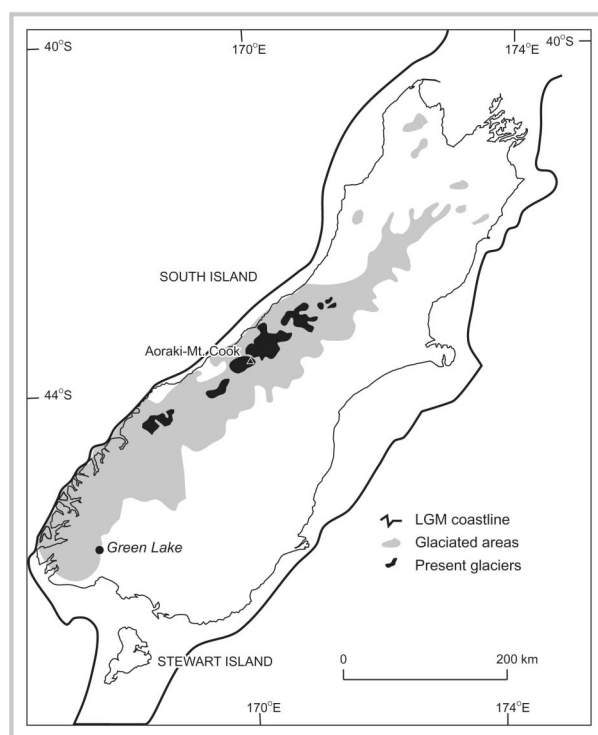 40°S
170°E
174°E
40°S
SOUTH ISLAND
Aoraki-Mt. Cook
44°S
LGM coastline
Glaciated areas
Green Lake
Present glaciers
STEWART ISLAND
0
200 km
170°E
174°E